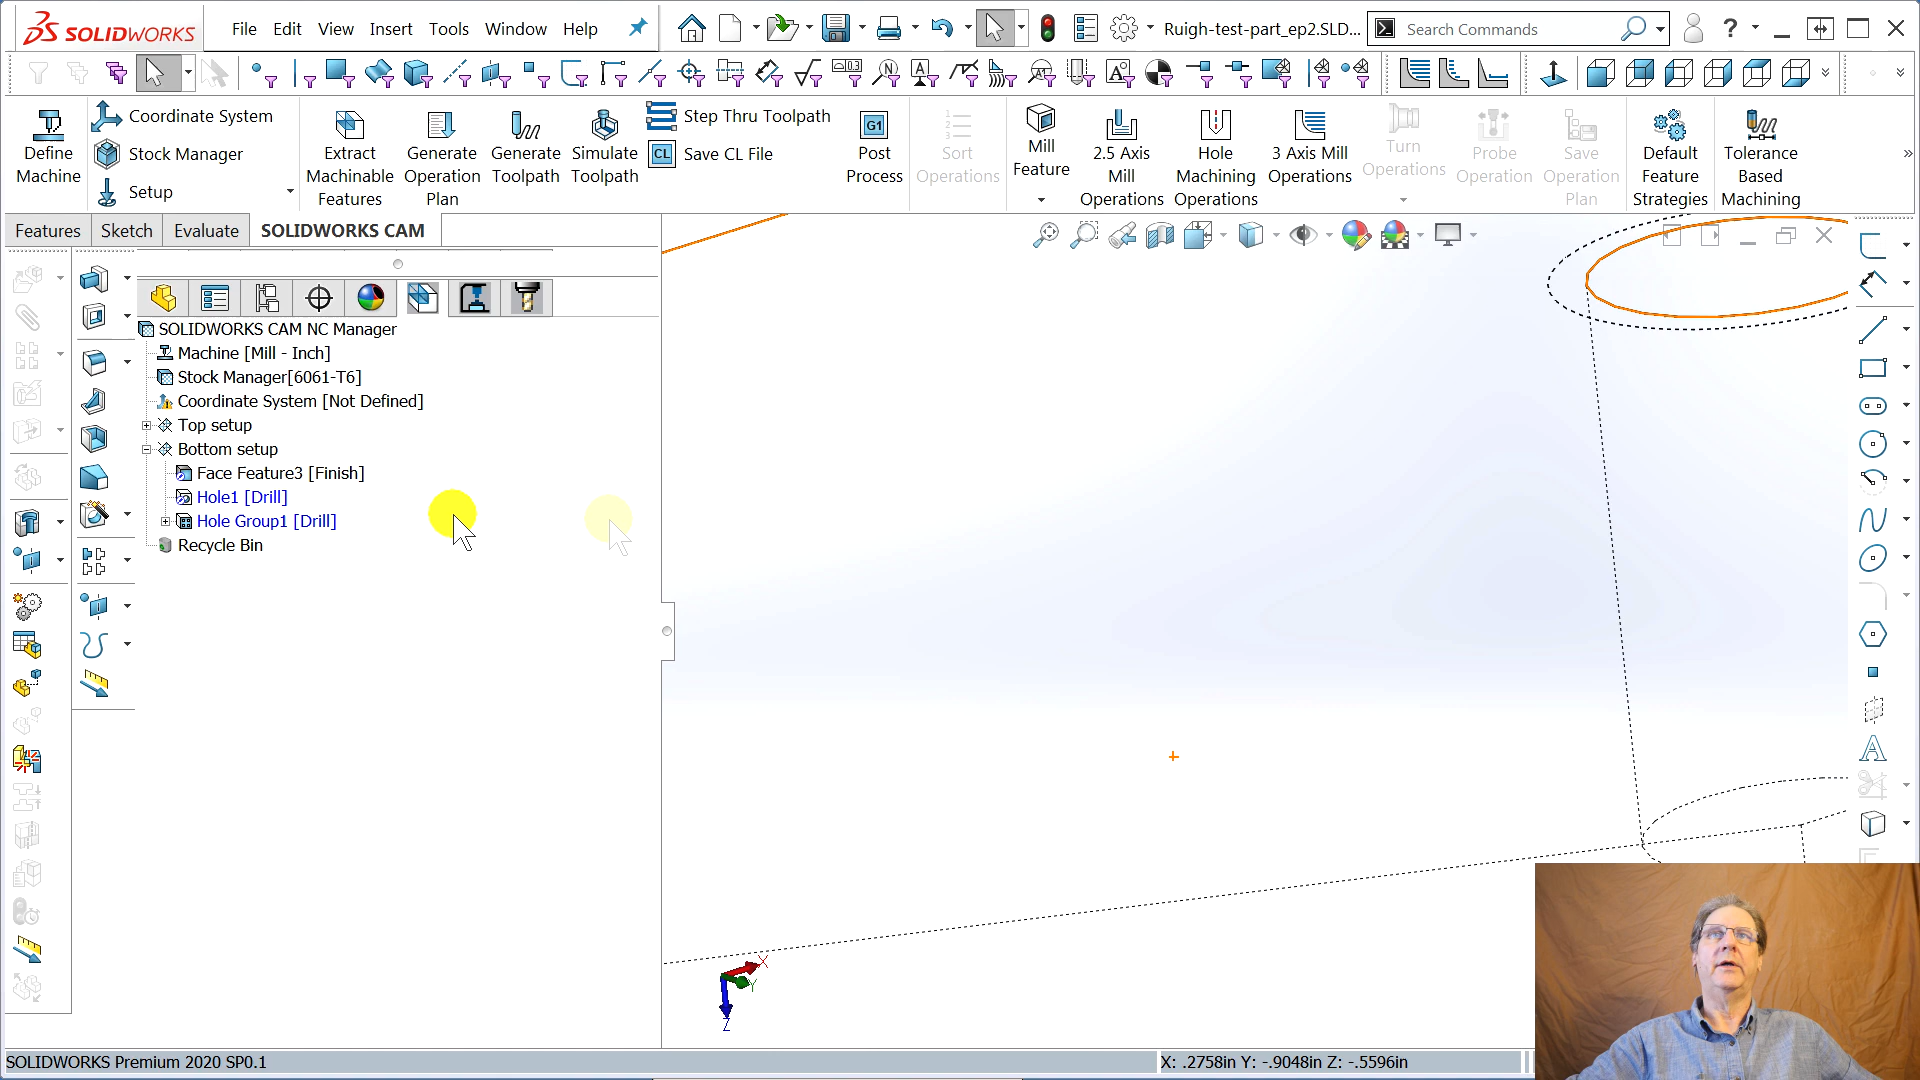 SOLIDWORKS
File Edit View Insert Tools Window Help
Ruigh-test-part_ep2.SLD...
Search Commands
?
Define
Machine
Coordinate System
Stock Manager
Setup
Extract
Machinable
Features
Generate
Operation
Plan
Generate
Toolpath
Simulate
Toolpath
Step Thru Toolpath
CL
Save CL File
G1
Post
Process
Sort
Operations
Mill
Feature
2.5 Axis
Mill
Operations
Hole
Machining
Operations
3 Axis Mill
Operations
Turn
Operations
Probe
Operation
Save
Operation
Plan
Default
Feature
Strategies
Tolerance
Based
Machining
Features Sketch Evaluate SOLIDWORKS CAM
SOLIDWORKS CAM NC Manager
Machine [Mill - Inch]
Stock Manager[6061-T6]
Coordinate System [Not Defined]
Top setup
Bottom setup
Face Feature3 [Finish]
Hole1 [Drill]
Hole Group1 [Drill]
Recycle Bin
X
Y
Z
SOLIDWORKS Premium 2020 SP0.1
X: .2758in Y: -.9048in Z: -.5596in